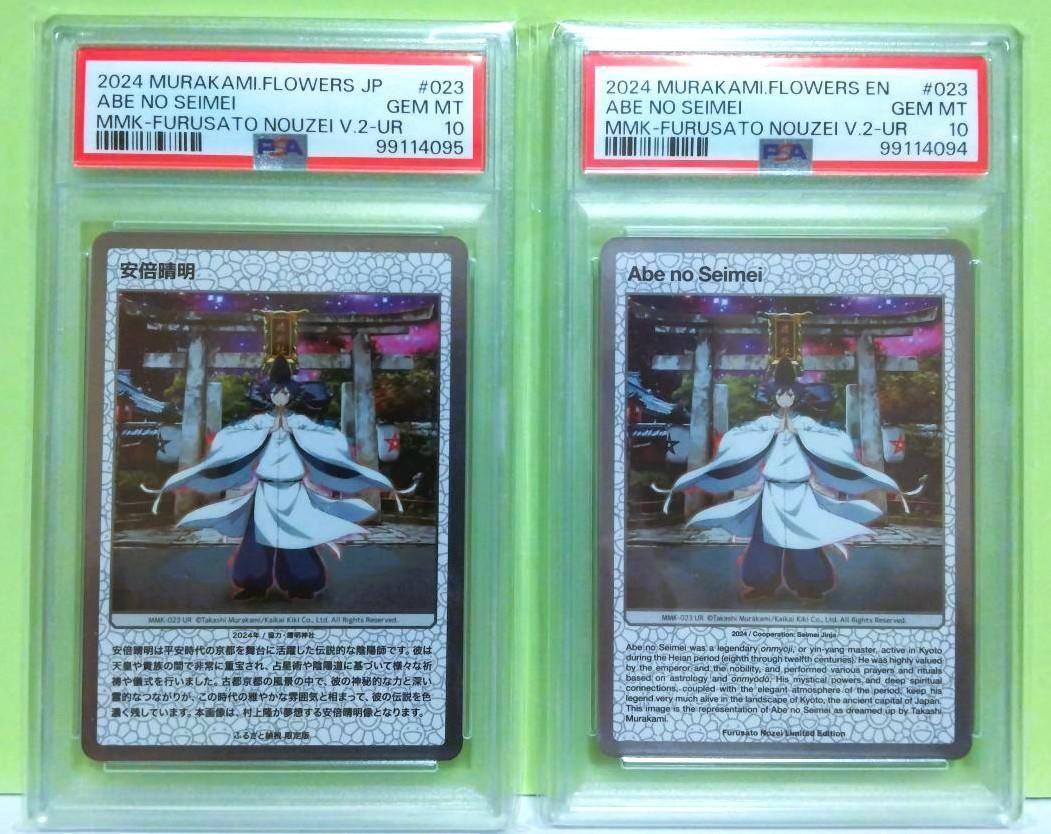 2024 MURAKAMI.FLOWERS JP #023
ABE NO SEIMEI GEM MT
MMK-FURUSATO NOUZEI V.2-UR 10
PSA 99114095
安倍晴明
MMK-023 UR ©Takashi Murakami/Kaikai Kiki Co., Ltd. All Rights Reserved.
2024年 / 協力・晴明神社
安倍晴明は平安時代の京都を舞台に活躍した伝説的な陰陽師です。彼は
天皇や貴族の間で非常に重宝され、占星術や陰陽道に基づいて様々な祈
祷や儀式を行いました。古都京都の風景の中で、彼の神秘的な力と深い
霊的なつながりが、この時代の雅やかな雰囲気と相まって、彼の伝説を色
濃く残しています。本画像は、村上隆が夢想する安倍晴明像となります。
ふるさと納税 限定版
2024 MURAKAMI.FLOWERS EN #023
ABE NO SEIMEI GEM MT
MMK-FURUSATO NOUZEI V.2-UR 10
PSA 99114094
Abe no Seimei
MMK-023 UR ©Takashi Murakami/Kaikai Kiki Co., Ltd. All Rights Reserved.
2024 / Cooperation: Seimei Jinja
Abe no Seimei was a legendary onmyoji, or yin-yang master, active in Kyoto
during the Heian period (eighth through twelfth centuries). He was highly valued
by the emperor and the nobility, and performed various prayers and rituals
based on astrology and onmyōdō. His mystical powers and deep spiritual
connections, coupled with the elegant atmosphere of the period, keep his
legend very much alive in the landscape of Kyoto, the ancient capital of Japan.
This image is the representation of Abe no Seimei as dreamed up by Takashi
Murakami.
Furusato Nozei Limited Edition